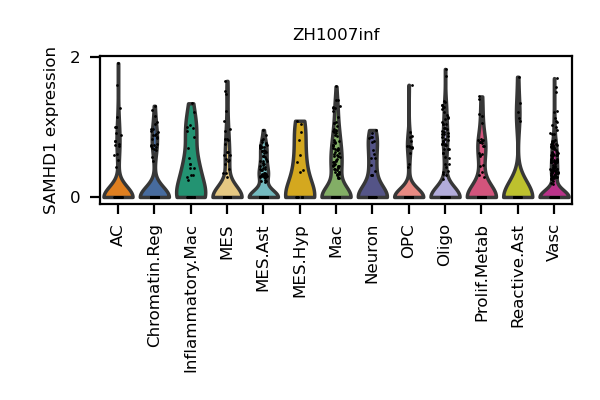 ZH1007inf
SAMHD1 expression
2
0
AC
Chromatin.Reg
Inflammatory.Mac
MES
MES.Ast
MES.Hyp
Mac
Neuron
OPC
Oligo
Prolif.Metab
Reactive.Ast
Vasc